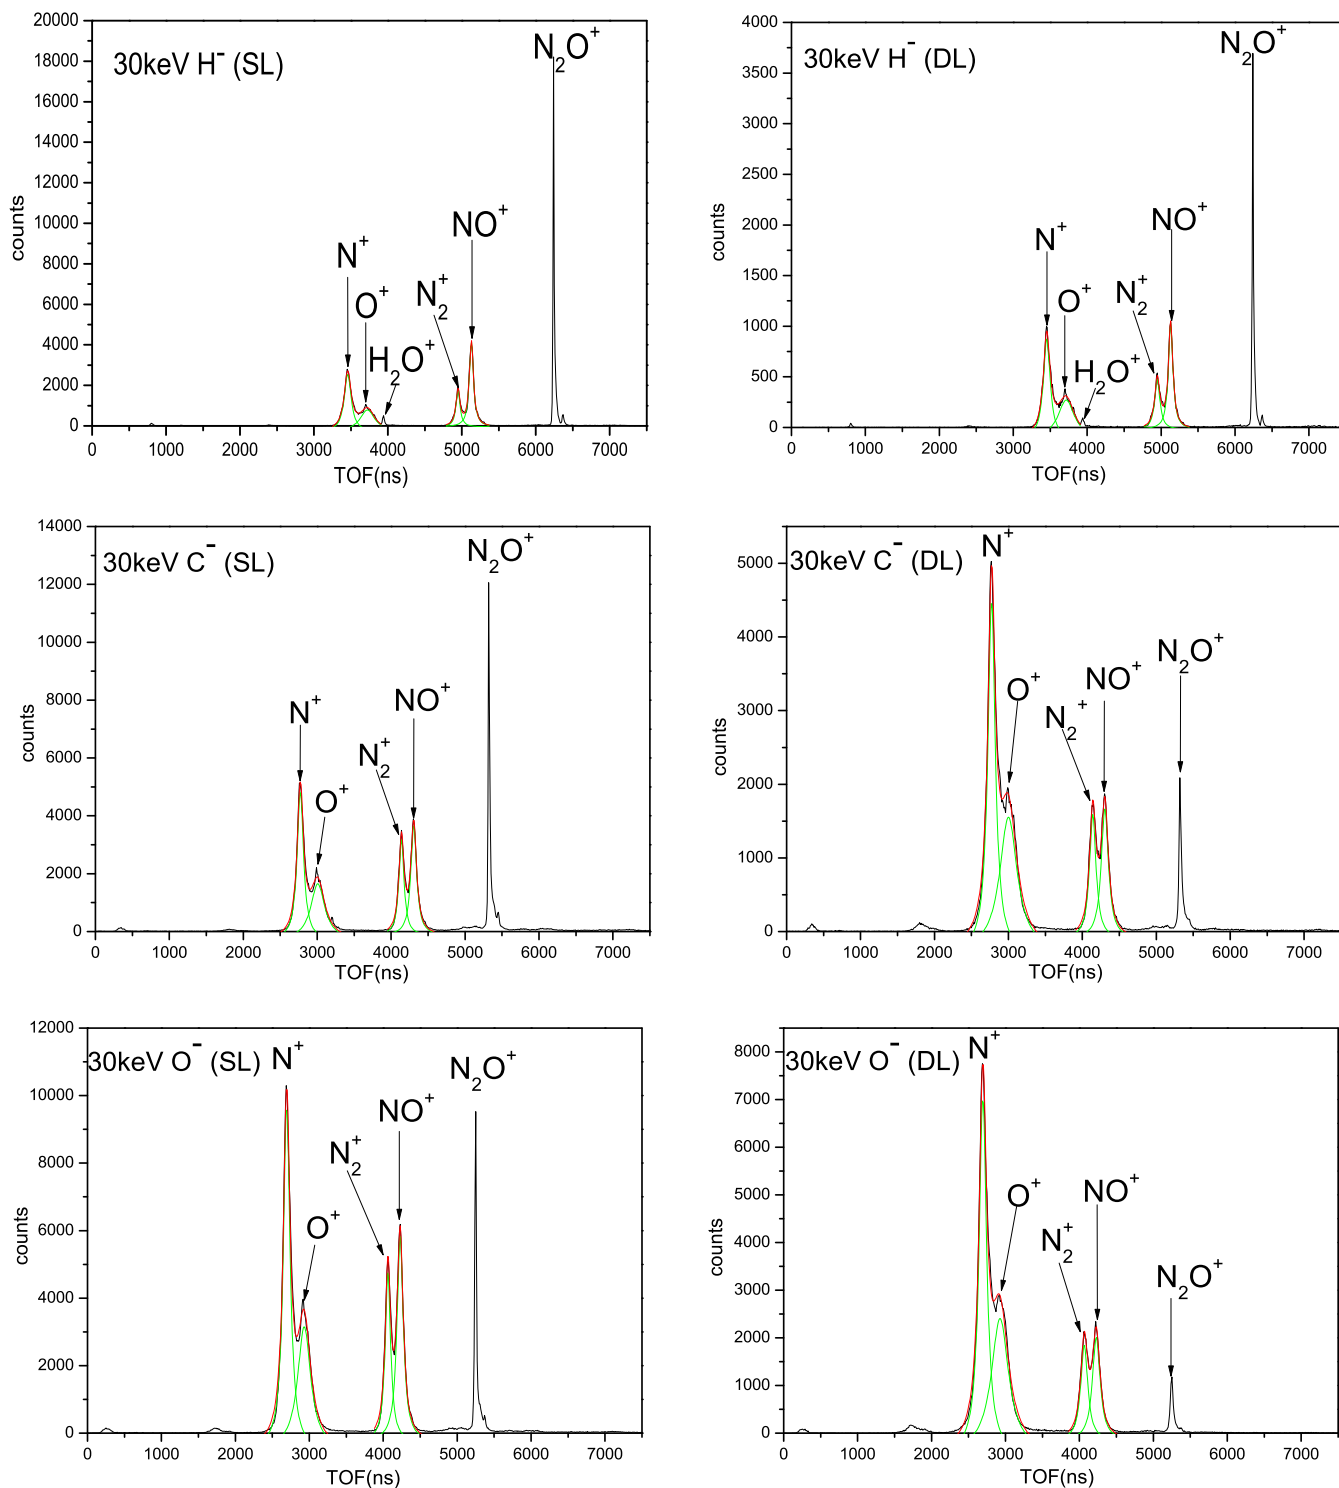 30keV H⁻ (SL)
N₂O⁺
NO⁺
N⁺
N₂⁺
O⁺
H₂O⁺
counts
20000
18000
16000
14000
12000
10000
8000
6000
4000
2000
0
0 1000 2000 3000 4000 5000 6000 7000
TOF(ns)
30keV H⁻ (DL)
N₂O⁺
NO⁺
N⁺
N₂⁺
O⁺
H₂O⁺
counts
4000
3500
3000
2500
2000
1500
1000
500
0
0 1000 2000 3000 4000 5000 6000 7000
TOF(ns)
30keV C⁻ (SL)
N₂O⁺
NO⁺
N⁺
N₂⁺
O⁺
counts
14000
12000
10000
8000
6000
4000
2000
0
0 1000 2000 3000 4000 5000 6000 7000
TOF(ns)
30keV C⁻ (DL)
N⁺
N₂O⁺
NO⁺
O⁺
N₂⁺
counts
5000
4000
3000
2000
1000
0
0 1000 2000 3000 4000 5000 6000 7000
TOF(ns)
30keV O⁻ (SL)
N⁺
N₂O⁺
NO⁺
N₂⁺
O⁺
counts
12000
10000
8000
6000
4000
2000
0
0 1000 2000 3000 4000 5000 6000 7000
TOF(ns)
30keV O⁻ (DL)
N⁺
O⁺
NO⁺
N₂⁺
N₂O⁺
counts
8000
7000
6000
5000
4000
3000
2000
1000
0
0 1000 2000 3000 4000 5000 6000 7000
TOF(ns)